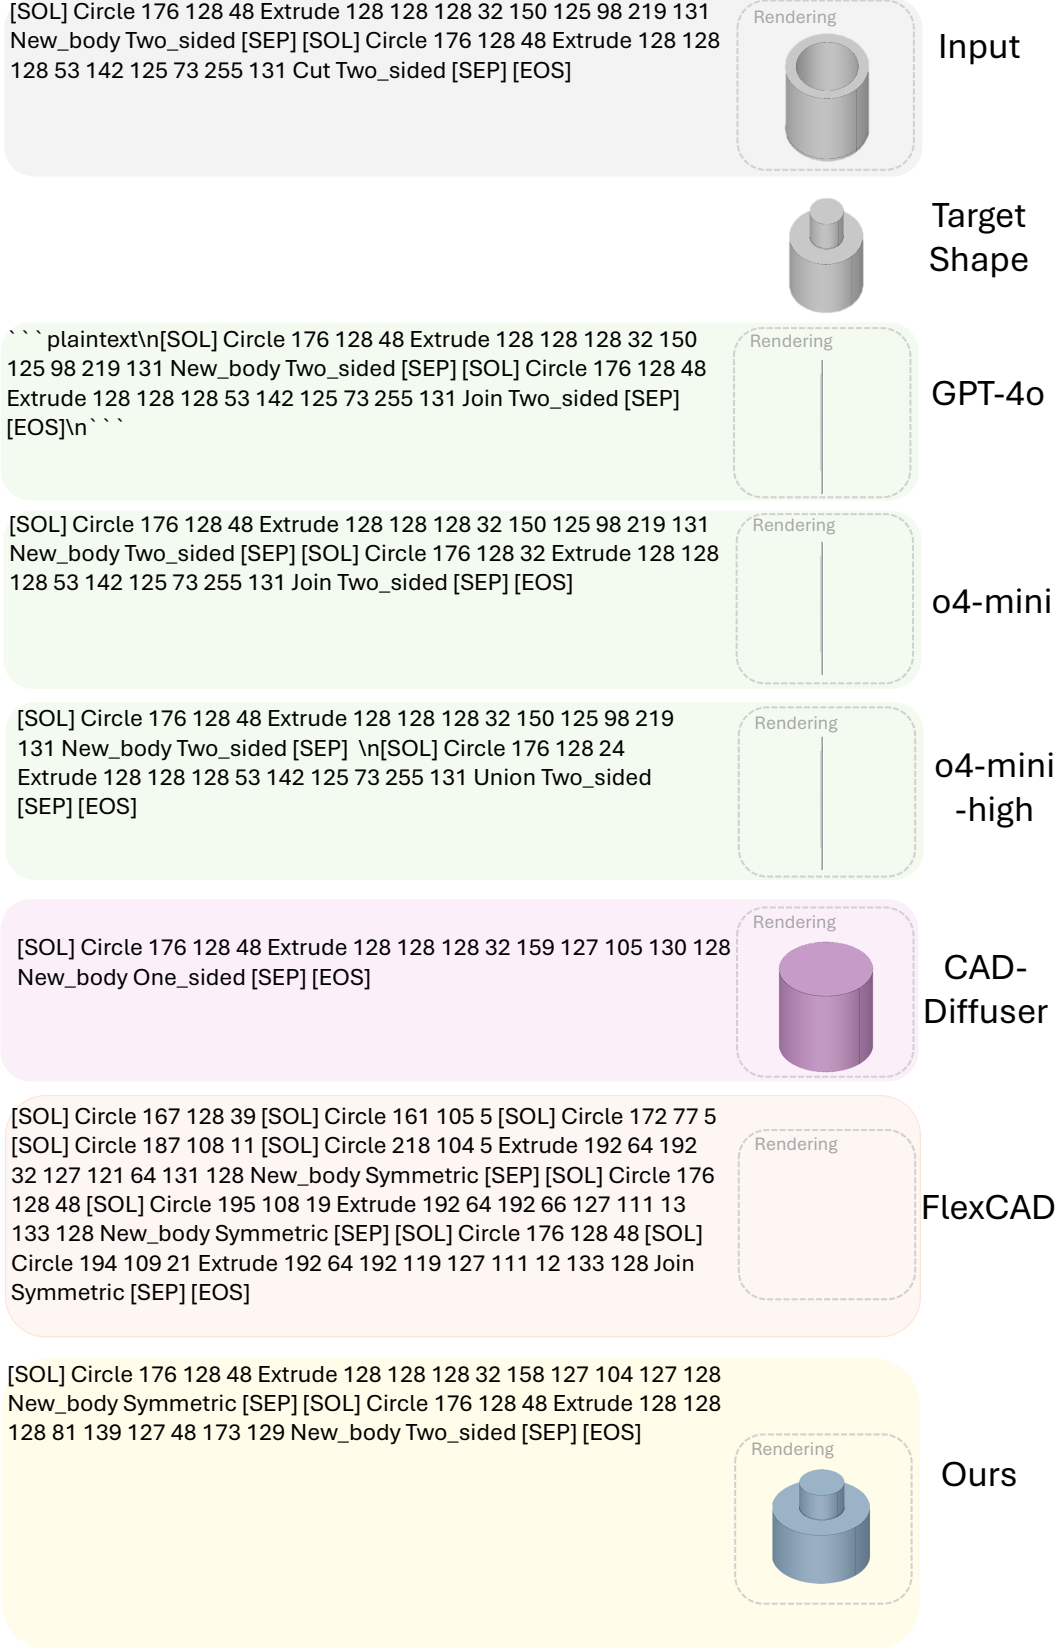 [SOL] Circle 176 128 48 Extrude 128 128 128 32 150 125 98 219 131
New_body Two_sided [SEP] [SOL] Circle 176 128 48 Extrude 128 128
128 53 142 125 73 255 131 Cut Two_sided [SEP] [EOS]
Rendering
Input
Target
Shape
```plaintext\n[SOL] Circle 176 128 48 Extrude 128 128 128 32 150
125 98 219 131 New_body Two_sided [SEP] [SOL] Circle 176 128 48
Extrude 128 128 128 53 142 125 73 255 131 Join Two_sided [SEP]
[EOS]\n```
Rendering
GPT-4o
[SOL] Circle 176 128 48 Extrude 128 128 128 32 150 125 98 219 131
New_body Two_sided [SEP] [SOL] Circle 176 128 32 Extrude 128 128
128 53 142 125 73 255 131 Join Two_sided [SEP] [EOS]
Rendering
o4-mini
[SOL] Circle 176 128 48 Extrude 128 128 128 32 150 125 98 219
131 New_body Two_sided [SEP] \n[SOL] Circle 176 128 24
Extrude 128 128 128 53 142 125 73 255 131 Union Two_sided
[SEP] [EOS]
Rendering
o4-mini
-high
[SOL] Circle 176 128 48 Extrude 128 128 128 32 159 127 105 130 128
New_body One_sided [SEP] [EOS]
Rendering
CAD-
Diffuser
[SOL] Circle 167 128 39 [SOL] Circle 161 105 5 [SOL] Circle 172 77 5
[SOL] Circle 187 108 11 [SOL] Circle 218 104 5 Extrude 192 64 192
32 127 121 64 131 128 New_body Symmetric [SEP] [SOL] Circle 176
128 48 [SOL] Circle 195 108 19 Extrude 192 64 192 66 127 111 13
133 128 New_body Symmetric [SEP] [SOL] Circle 176 128 48 [SOL]
Circle 194 109 21 Extrude 192 64 192 119 127 111 12 133 128 Join
Symmetric [SEP] [EOS]
Rendering
FlexCAD
[SOL] Circle 176 128 48 Extrude 128 128 128 32 158 127 104 127 128
New_body Symmetric [SEP] [SOL] Circle 176 128 48 Extrude 128 128
128 81 139 127 48 173 129 New_body Two_sided [SEP] [EOS]
Rendering
Ours